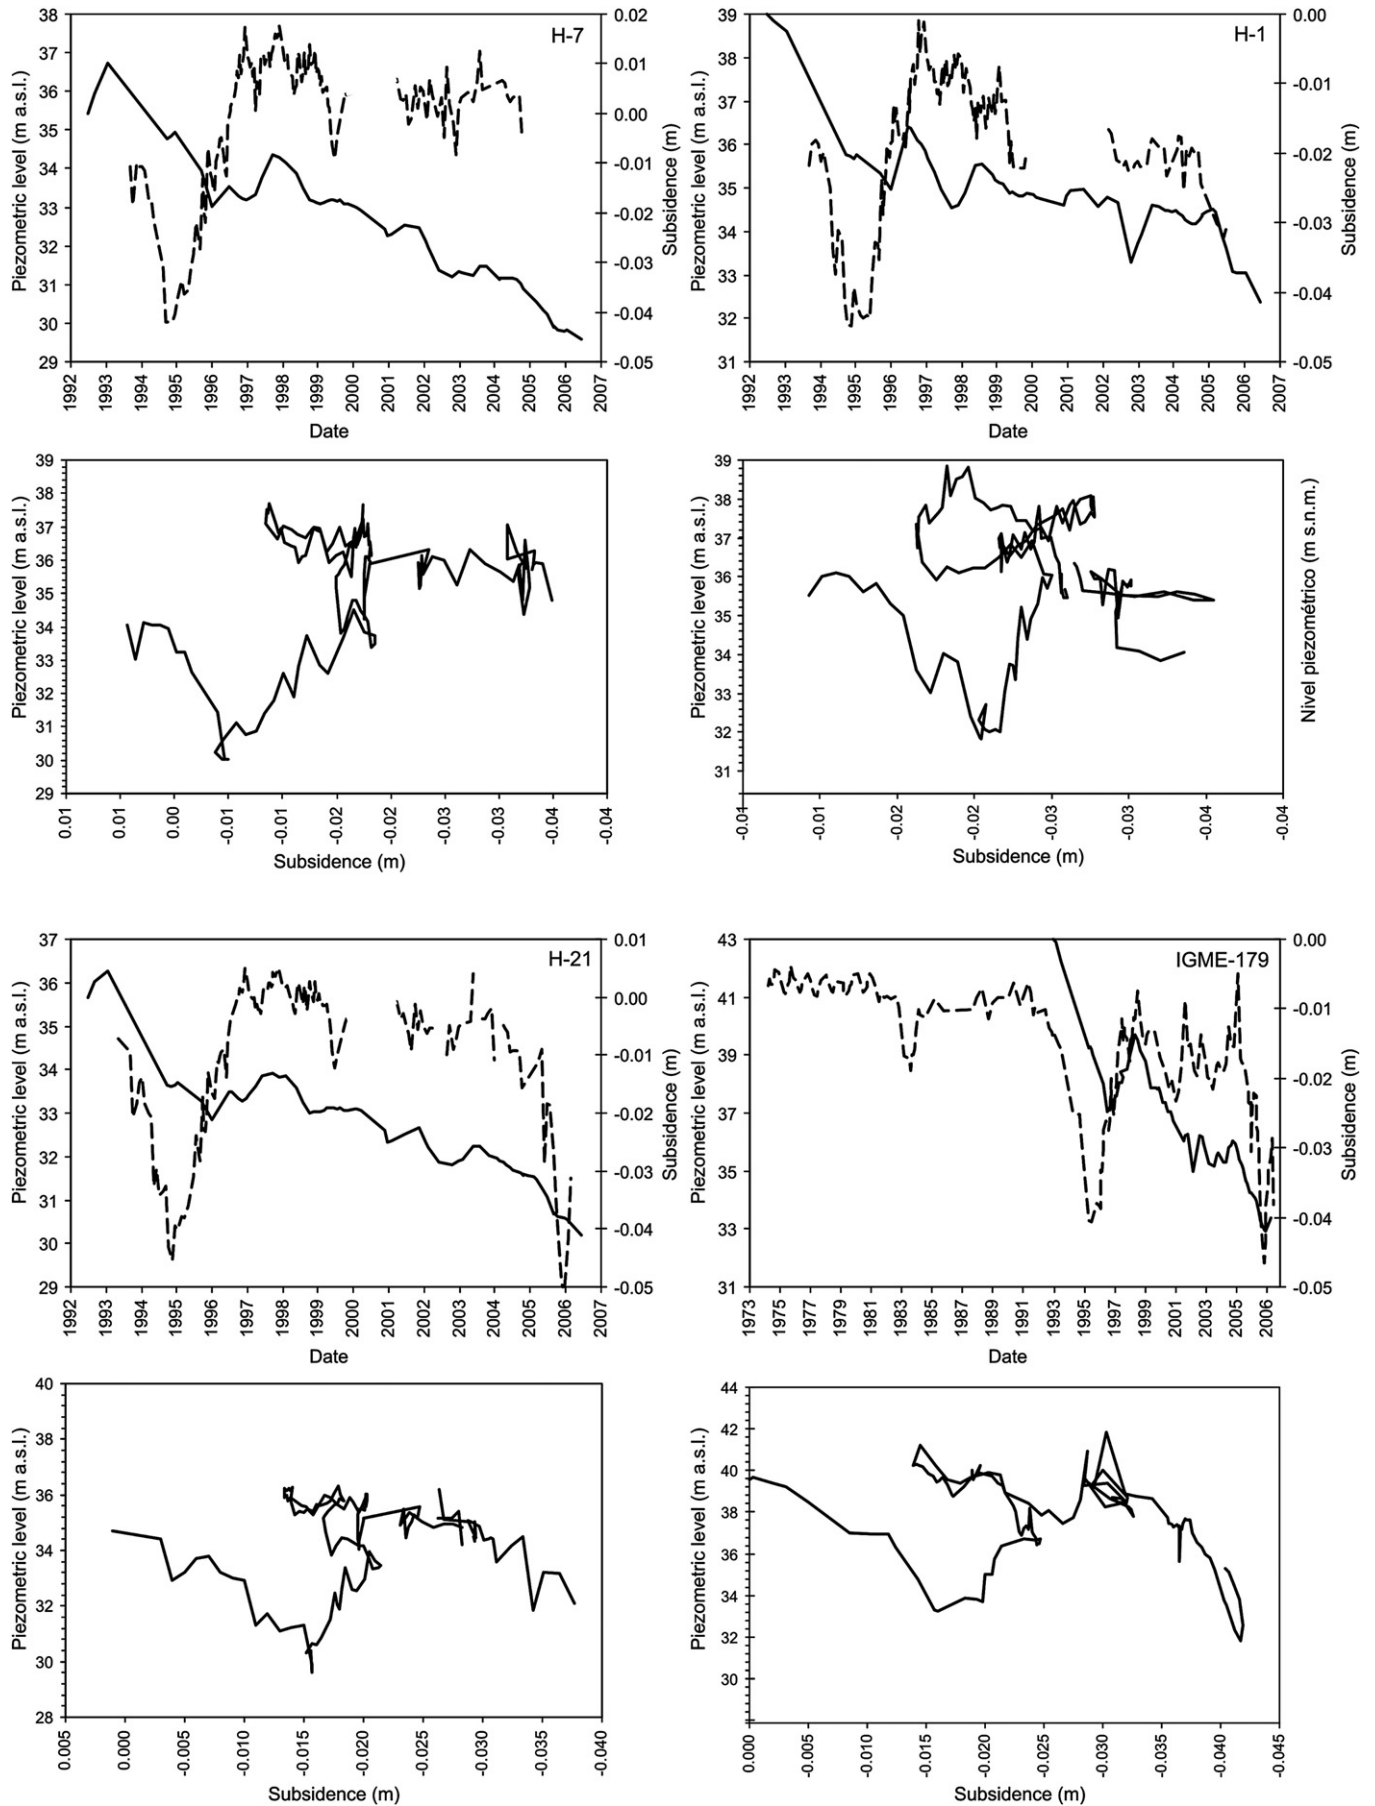 H-7
Piezometric level (m a.s.l.)
38
37
36
35
34
33
32
31
30
29
0.02
0.01
0.00
-0.01
-0.02
-0.03
-0.04
-0.05
Subsidence (m)
1992 1993 1994 1995 1996 1997 1998 1999 2000 2001 2002 2003 2004 2005 2006 2007
Date
H-1
Piezometric level (m a.s.l.)
39
38
37
36
35
34
33
32
31
0.00
-0.01
-0.02
-0.03
-0.04
-0.05
Subsidence (m)
1992 1993 1994 1995 1996 1997 1998 1999 2000 2001 2002 2003 2004 2005 2006 2007
Date
Piezometric level (m a.s.l.)
39
38
37
36
35
34
33
32
31
30
29
0.01 0.01 0.00 -0.01 -0.01 -0.02 -0.02 -0.03 -0.03 -0.04 -0.04
Subsidence (m)
Piezometric level (m a.s.l.)
39
38
37
36
35
34
33
32
31
Nivel piezométrico (m s.n.m.)
-0.01 -0.01 -0.02 -0.02 -0.03 -0.03 -0.04 -0.04
Subsidence (m)
H-21
Piezometric level (m a.s.l.)
37
36
35
34
33
32
31
30
29
0.01
0.00
-0.01
-0.02
-0.03
-0.04
-0.05
Subsidence (m)
1992 1993 1994 1995 1996 1997 1998 1999 2000 2001 2002 2003 2004 2005 2006 2007
Date
IGME-179
Piezometric level (m a.s.l.)
43
41
39
37
35
33
31
0.00
-0.01
-0.02
-0.03
-0.04
-0.05
Subsidence (m)
1973 1975 1977 1979 1981 1983 1985 1987 1989 1991 1993 1995 1997 1999 2001 2003 2005 2006
Date
Piezometric level (m a.s.l.)
40
38
36
34
32
30
28
0.005 0.000 -0.005 -0.010 -0.015 -0.020 -0.025 -0.030 -0.035 -0.040
Subsidence (m)
Piezometric level (m a.s.l.)
44
42
40
38
36
34
32
30
0.000 -0.005 -0.010 -0.015 -0.020 -0.025 -0.030 -0.035 -0.040 -0.045
Subsidence (m)